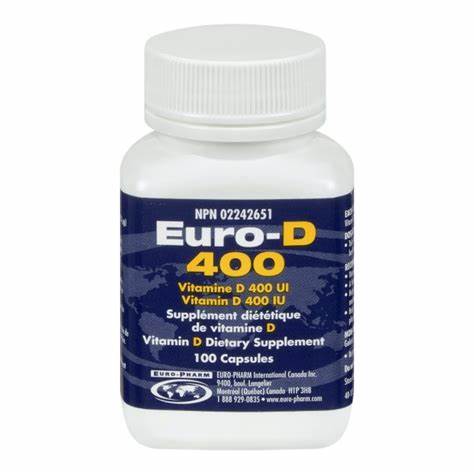 NPN 02242651
Euro-D
400
Vitamine D 400 UI
Vitamin D 400 IU
Supplément diététique
de vitamine D
Vitamin D Dietary Supplement
100 Capsules
EURO-PHARM
EURO-PHARM International Canada Inc.
9400, boul. Langelier
Montréal (Québec) Canada H1P 3H8
1 888 929-0835 • www.euro-pharm.com